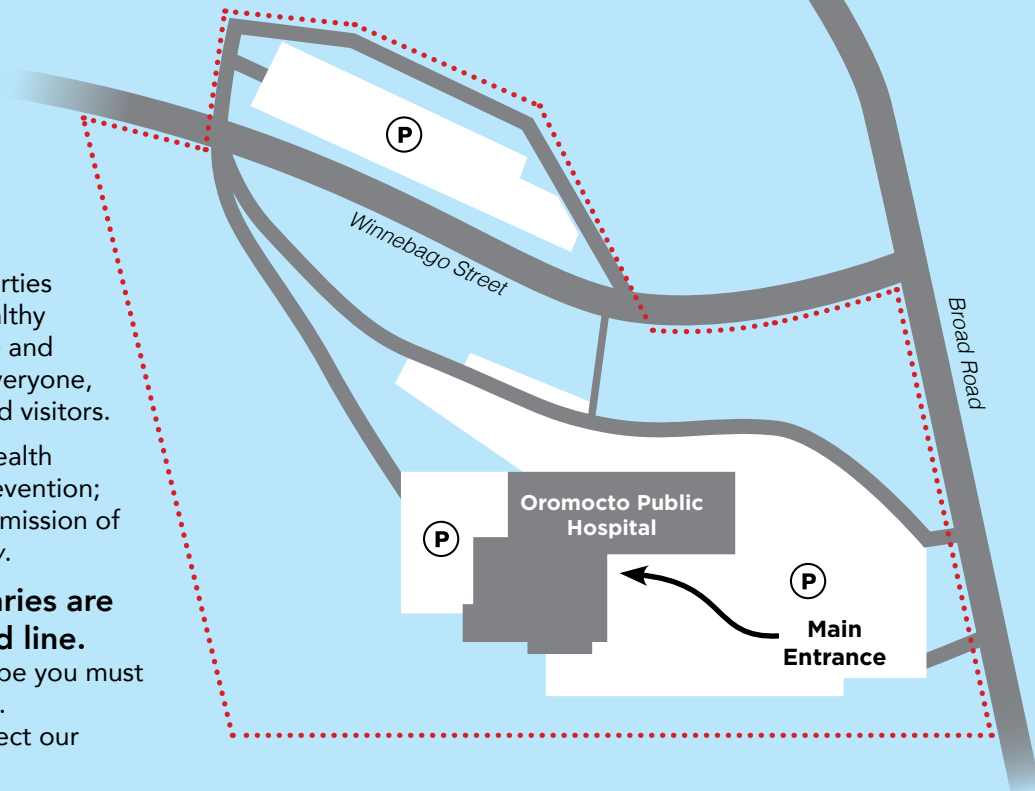 rties
althy
and
veryone,
d visitors.
ealth
evention;
mission of
y.
aries are
d line.
be you must
.
ect our
P
Winnebago Street
Broad Road
Oromocto Public
Hospital
P
P
Main
Entrance